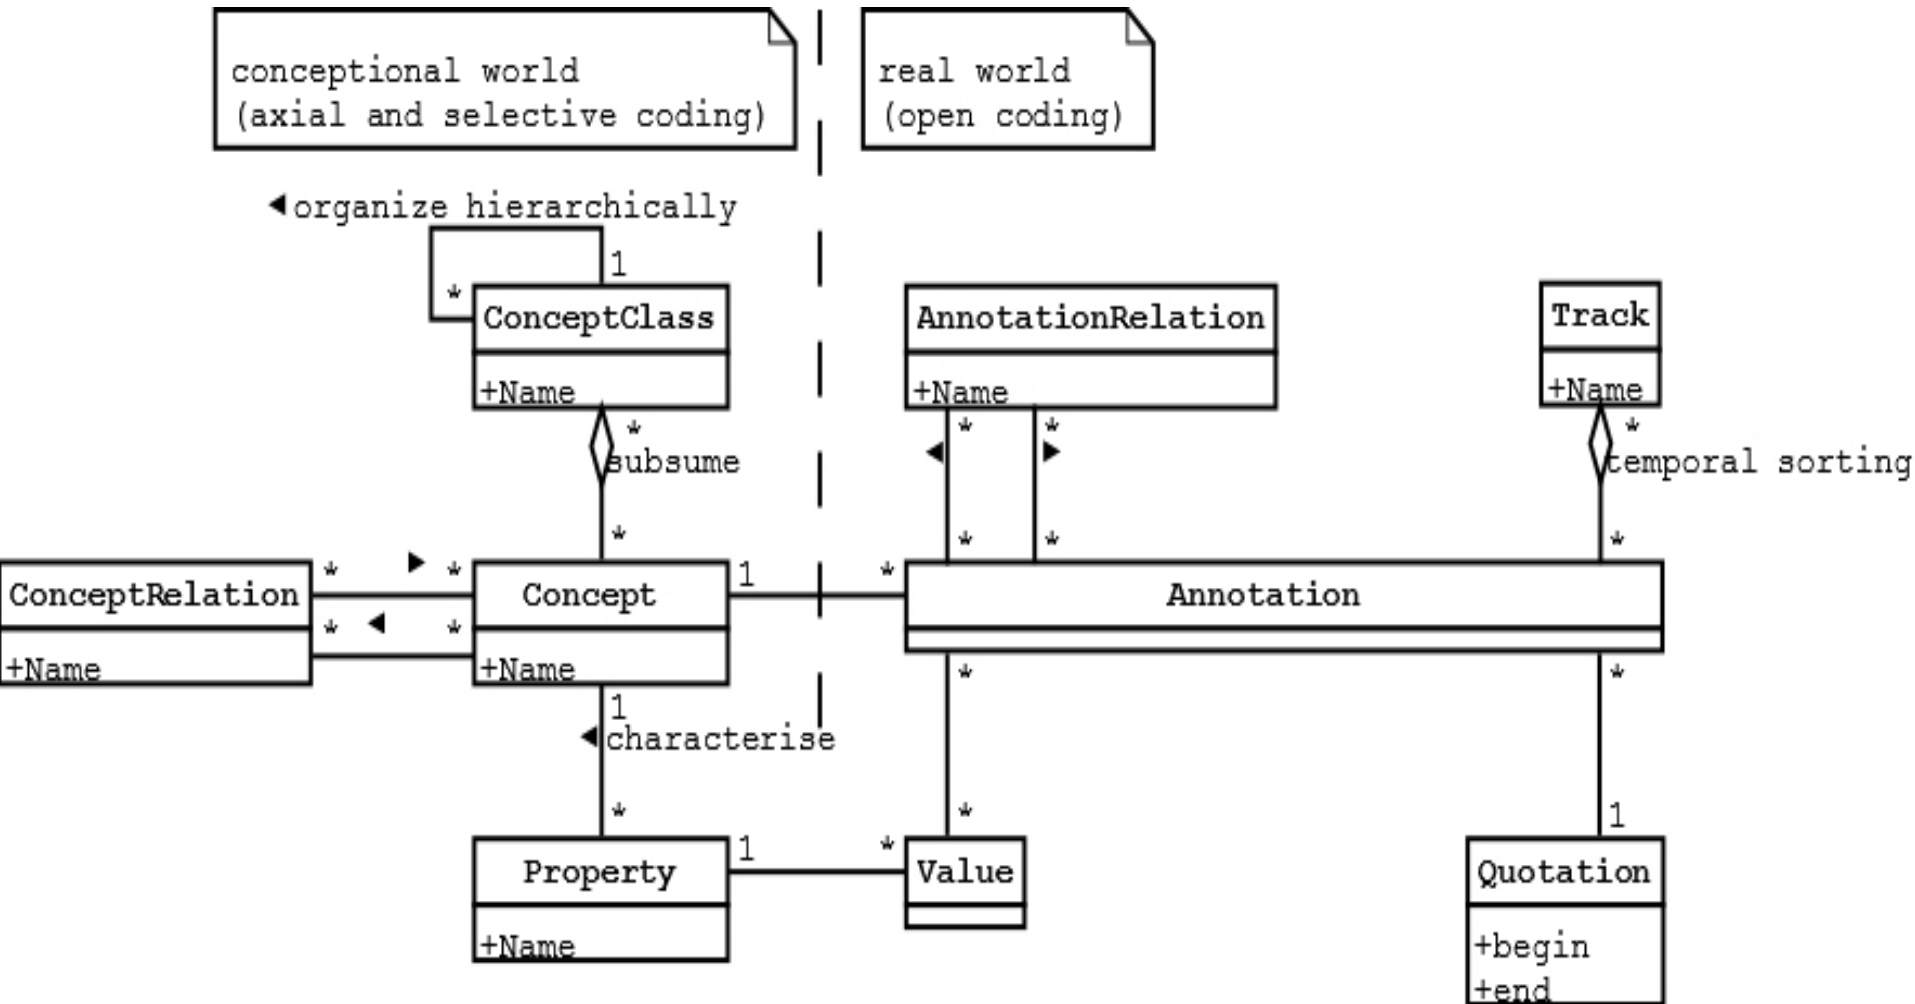 conceptional world
(axial and selective coding)
real world
(open coding)
organize hierarchically
1
*
ConceptClass
+Name
AnnotationRelation
+Name
Track
+Name
*
subsume
*
*
*
*
*
*
temporal sorting
*
ConceptRelation
+Name
*
*
*
*
Concept
+Name
1
*
Annotation
1
characterise
*
*
*
*
1
Property
+Name
1
*
Value
Quotation
+begin
+end